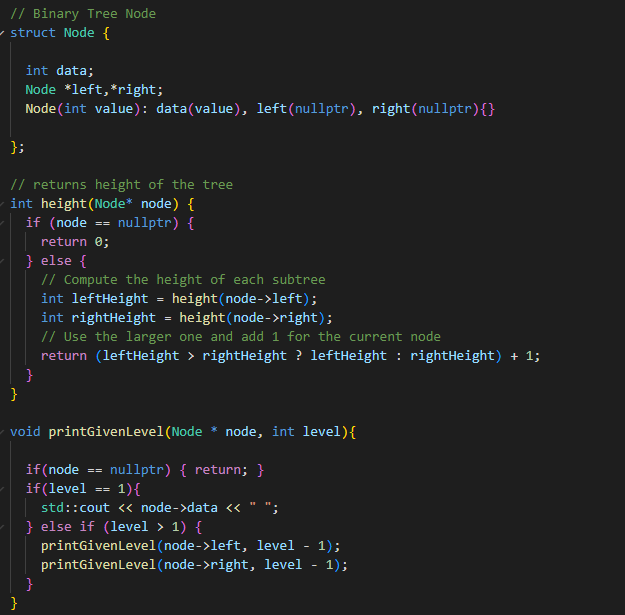 // Binary Tree Node
struct Node {
int data;
Node *left,*right;
Node(int value): data(value), left(nullptr), right(nullptr){}
};
// returns height of the tree
int height(Node* node) {
if (node == nullptr) {
return 0;
} else {
// Compute the height of each subtree
int leftHeight = height(node->left);
int rightHeight = height(node->right);
// Use the larger one and add 1 for the current node
return (leftHeight > rightHeight ? leftHeight : rightHeight) + 1;
}
}
void printGivenLevel(Node * node, int level){
if(node == nullptr) { return; }
if(level == 1){
std::cout << node->data << " ";
} else if (level > 1) {
printGivenLevel(node->left, level - 1);
printGivenLevel(node->right, level - 1);
}
}